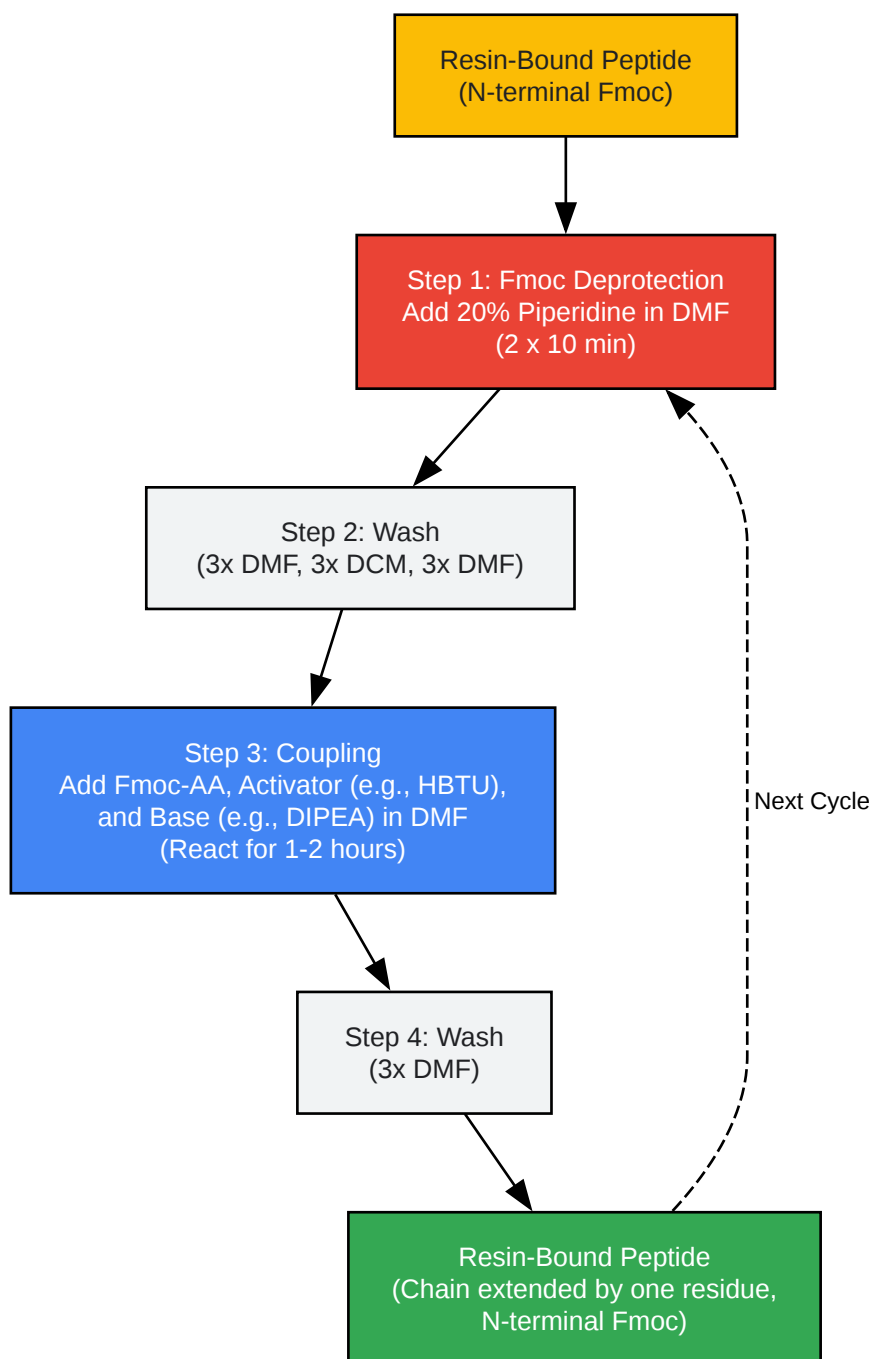 Resin-Bound Peptide
(N-terminal Fmoc)
Step 1: Fmoc Deprotection
Add 20% Piperidine in DMF
(2 x 10 min)
Step 2: Wash
(3x DMF, 3x DCM, 3x DMF)
Step 3: Coupling
Add Fmoc-AA, Activator (e.g., HBTU),
and Base (e.g., DIPEA) in DMF
(React for 1-2 hours)
Next Cycle
Step 4: Wash
(3x DMF)
Resin-Bound Peptide
(Chain extended by one residue,
N-terminal Fmoc)